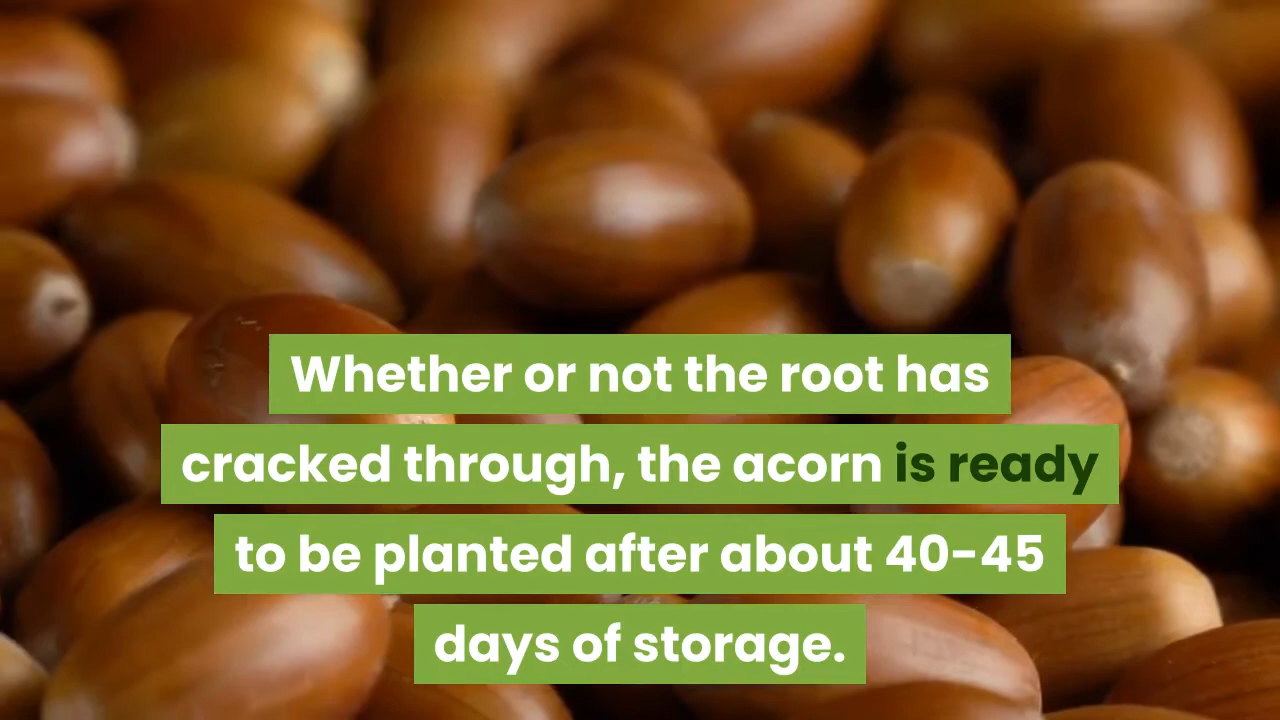 Whether or not the root has
cracked through, the acorn is ready
to be planted after about 40-45
days of storage.